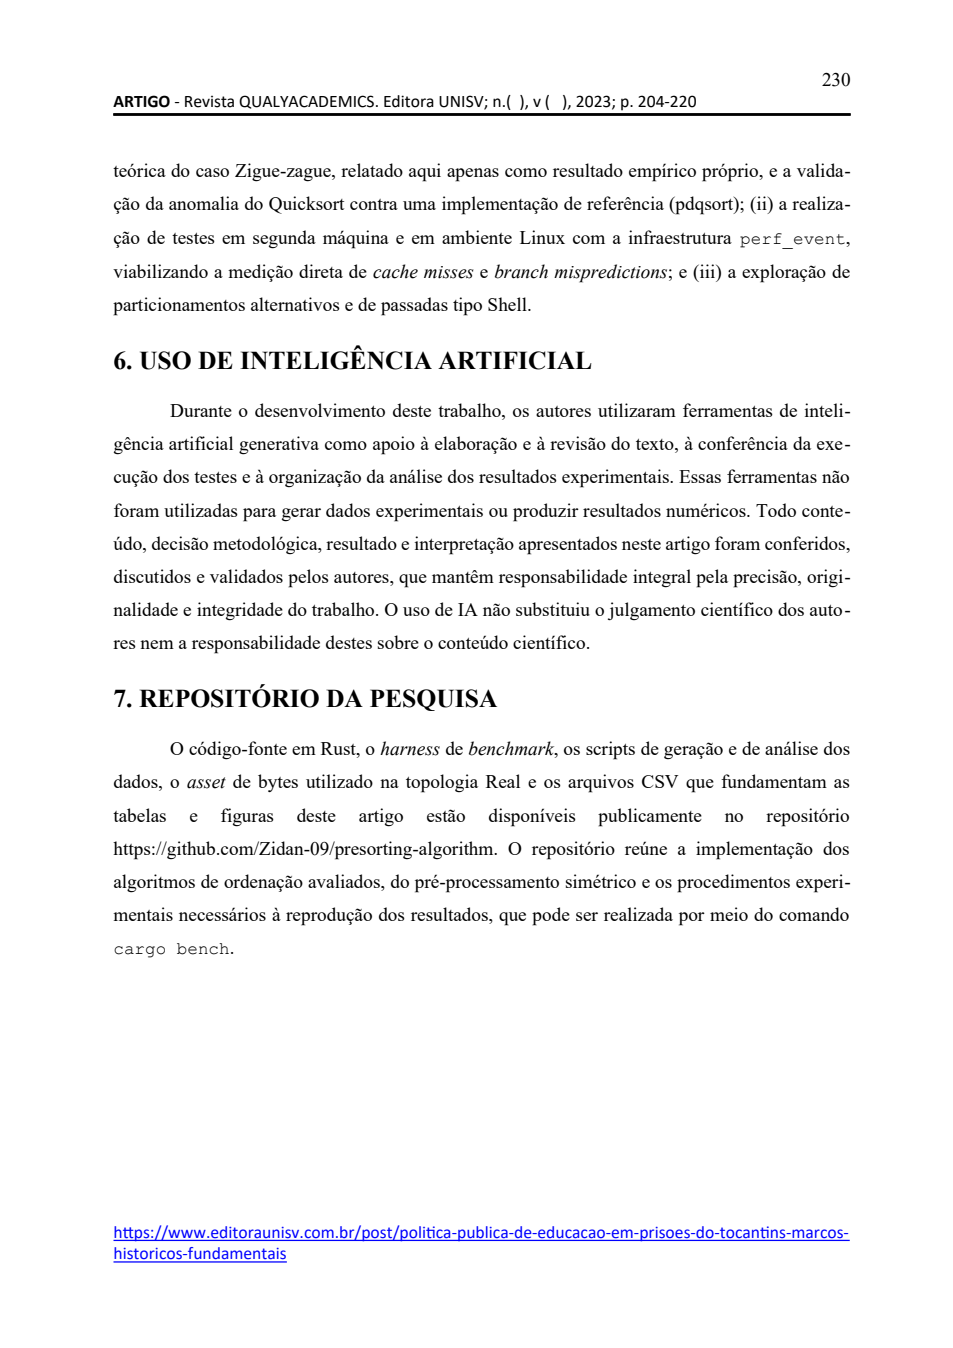 230
ARTIGO - Revista QUALYACADEMICS. Editora UNISV; n.( ), v ( ), 2023; p. 204-220
teórica do caso Zigue-zague, relatado aqui apenas como resultado empírico próprio, e a valida-
ção da anomalia do Quicksort contra uma implementação de referência (pdqsort); (ii) a realiza-
ção de testes em segunda máquina e em ambiente Linux com a infraestrutura perf_event,
viabilizando a medição direta de cache misses e branch mispredictions; e (iii) a exploração de
particionamentos alternativos e de passadas tipo Shell.
6. USO DE INTELIGÊNCIA ARTIFICIAL
Durante o desenvolvimento deste trabalho, os autores utilizaram ferramentas de inteli-
gência artificial generativa como apoio à elaboração e à revisão do texto, à conferência da exe-
cução dos testes e à organização da análise dos resultados experimentais. Essas ferramentas não
foram utilizadas para gerar dados experimentais ou produzir resultados numéricos. Todo conte-
údo, decisão metodológica, resultado e interpretação apresentados neste artigo foram conferidos,
discutidos e validados pelos autores, que mantêm responsabilidade integral pela precisão, origi-
nalidade e integridade do trabalho. O uso de IA não substituiu o julgamento científico dos auto-
res nem a responsabilidade destes sobre o conteúdo científico.
7. REPOSITÓRIO DA PESQUISA
O código-fonte em Rust, o harness de benchmark, os scripts de geração e de análise dos
dados, o asset de bytes utilizado na topologia Real e os arquivos CSV que fundamentam as
tabelas e figuras deste artigo estão disponíveis publicamente no repositório
https://github.com/Zidan-09/presorting-algorithm. O repositório reúne a implementação dos
algoritmos de ordenação avaliados, do pré-processamento simétrico e os procedimentos experi-
mentais necessários à reprodução dos resultados, que pode ser realizada por meio do comando
cargo bench.
https://www.editoraunisv.com.br/post/politica-publica-de-educacao-em-prisoes-do-tocantins-marcos-
historicos-fundamentais